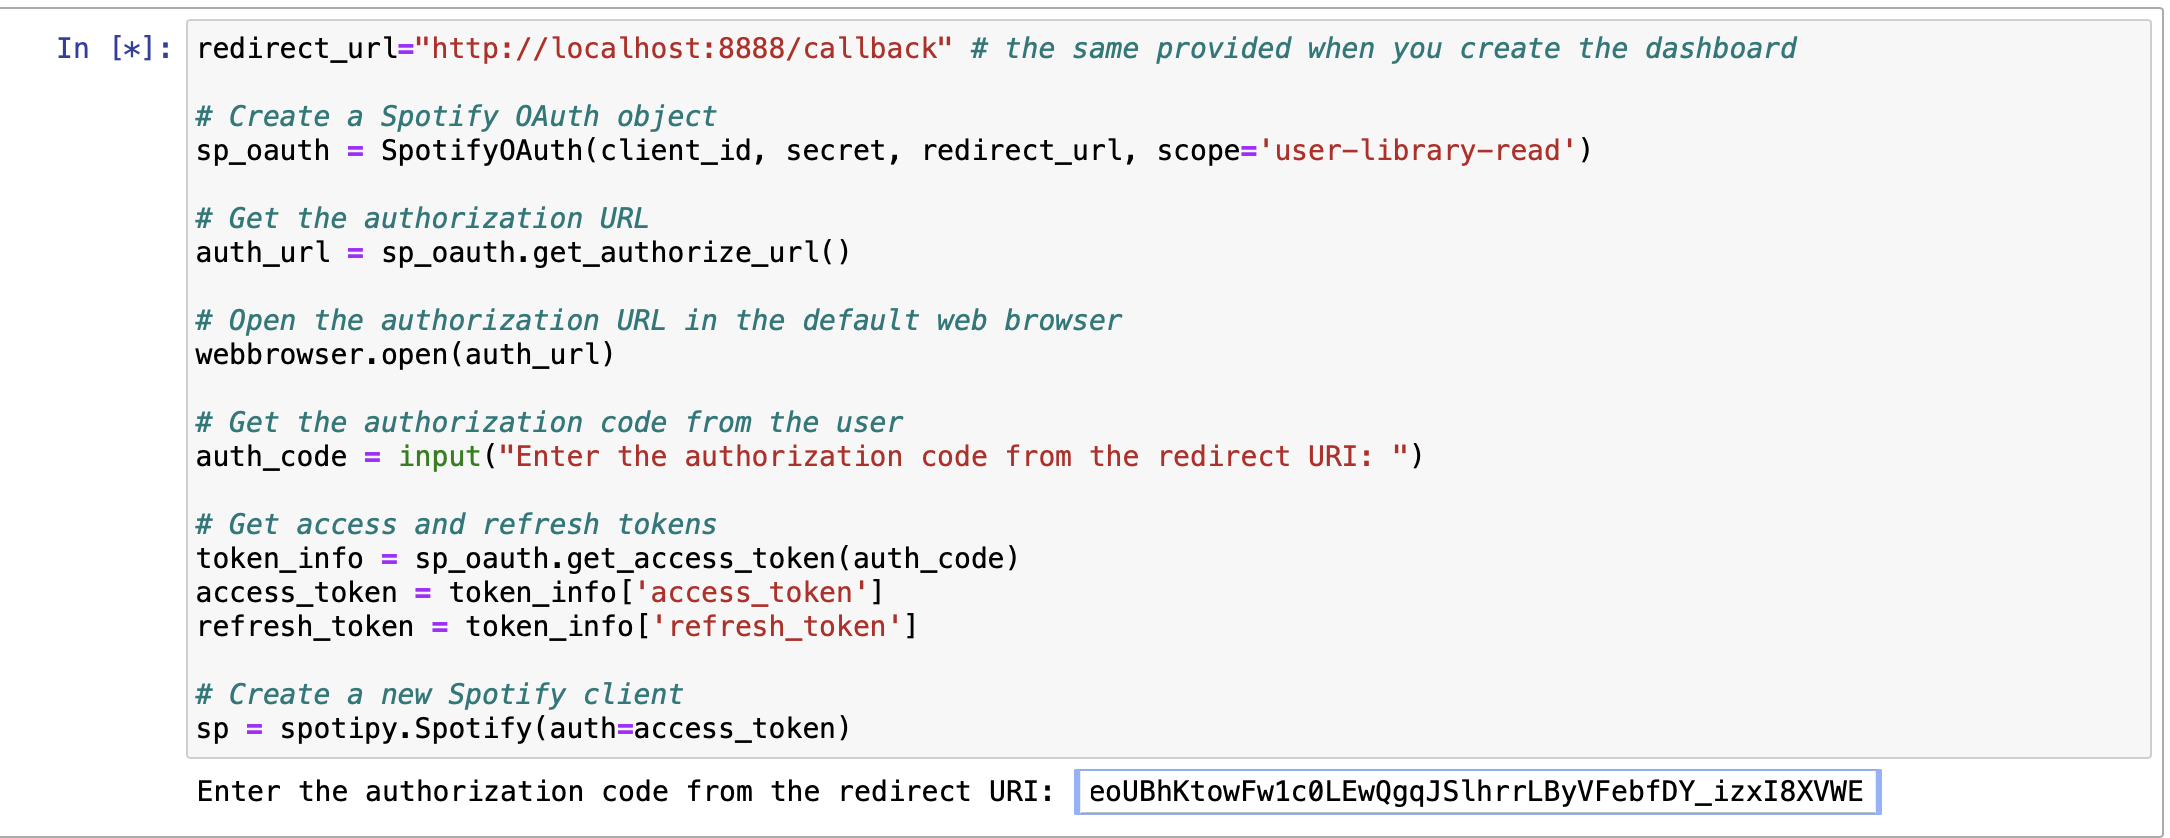 In [*]: redirect_url="http://localhost:8888/callback" # the same provided when you create the dashboard
# Create a Spotify OAuth object
sp_oauth = SpotifyOAuth(client_id, secret, redirect_url, scope='user-library-read')
# Get the authorization URL
auth_url = sp_oauth.get_authorize_url()
# Open the authorization URL in the default web browser
webbrowser.open(auth_url)
# Get the authorization code from the user
auth_code = input("Enter the authorization code from the redirect URI: ")
# Get access and refresh tokens
token_info = sp_oauth.get_access_token(auth_code)
access_token = token_info['access_token']
refresh_token = token_info['refresh_token']
# Create a new Spotify client
sp = spotipy.Spotify(auth=access_token)
Enter the authorization code from the redirect URI: eoUBhKtowFw1c0LEwQgqJSlhrrLByVFebfDY_izxI8XVWE